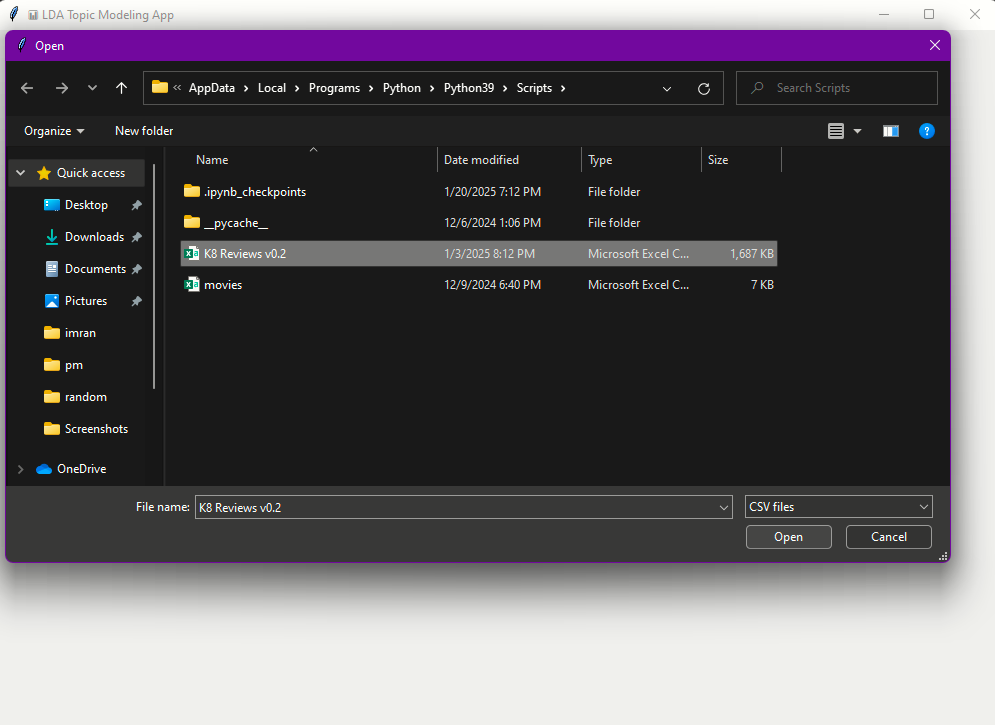 LDA Topic Modeling App
Open
« AppData › Local › Programs › Python › Python39 › Scripts ›
Search Scripts
Organize
New folder
Name
Date modified
Type
Size
Quick access
Desktop
Downloads
Documents
Pictures
imran
pm
random
Screenshots
OneDrive
.ipynb_checkpoints 1/20/2025 7:12 PM File folder
__pycache__ 12/6/2024 1:06 PM File folder
K8 Reviews v0.2 1/3/2025 8:12 PM Microsoft Excel C... 1,687 KB
movies 12/9/2024 6:40 PM Microsoft Excel C... 7 KB
File name: K8 Reviews v0.2
CSV files
Open
Cancel